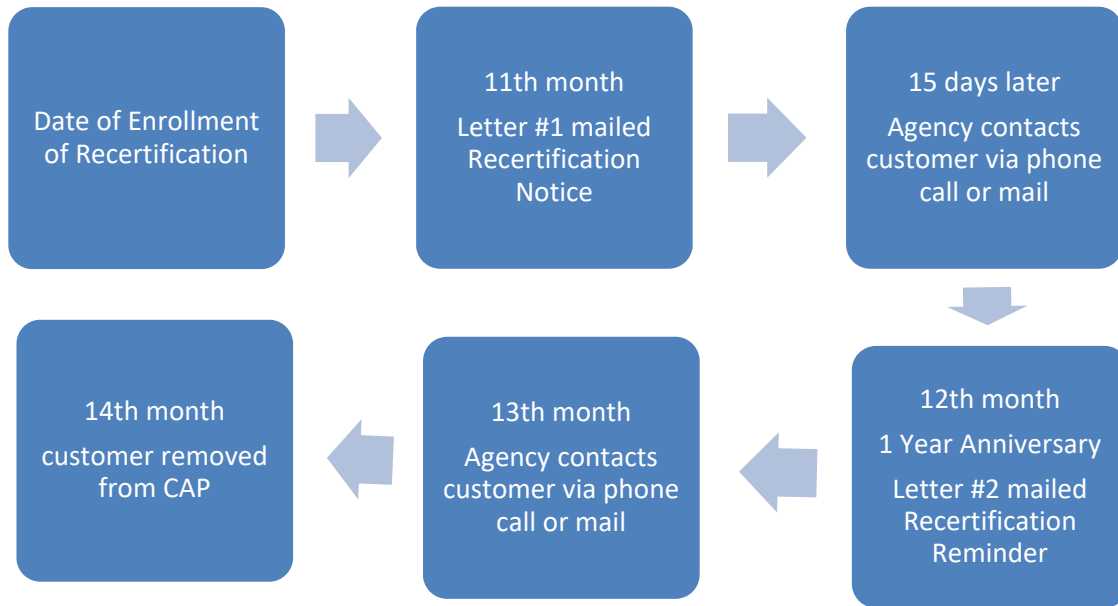 Date of Enrollment
of Recertification
11th month
Letter #1 mailed
Recertification
Notice
15 days later
Agency contacts
customer via phone
call or mail
12th month
1 Year Anniversary
Letter #2 mailed
Recertification
Reminder
13th month
Agency contacts
customer via phone
call or mail
14th month
customer removed
from CAP